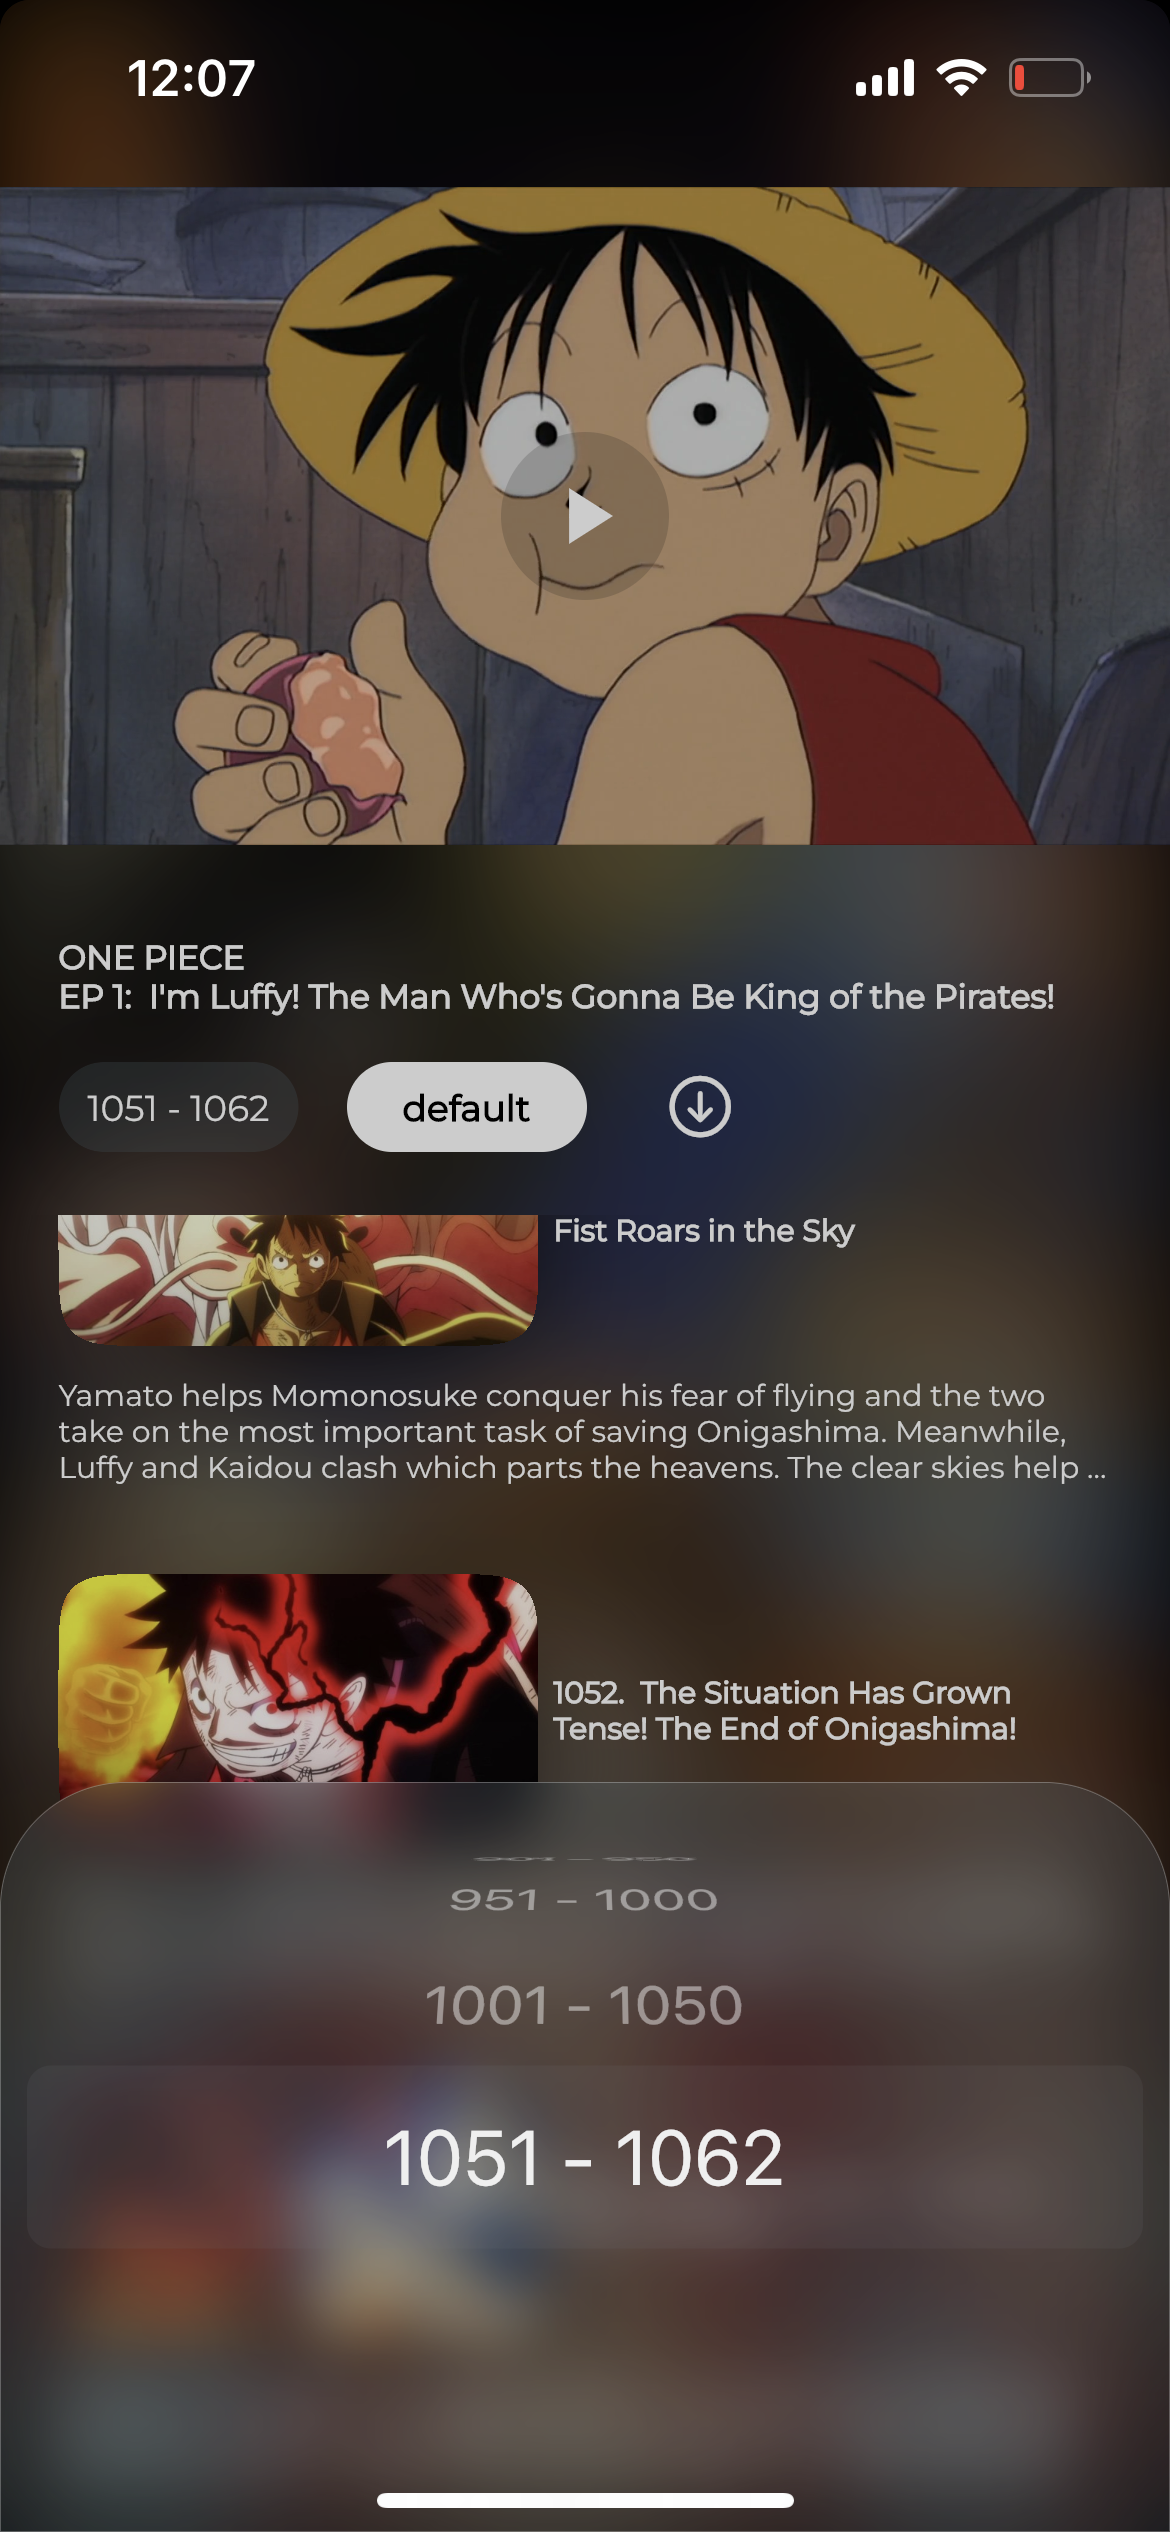 12:07
ONE PIECE
EP 1:  I'm Luffy! The Man Who's Gonna Be King of the Pirates!
1051 - 1062
default
Fist Roars in the Sky
Yamato helps Momonosuke conquer his fear of flying and the two
take on the most important task of saving Onigashima. Meanwhile,
Luffy and Kaidou clash which parts the heavens. The clear skies help ...
1052.  The Situation Has Grown
Tense! The End of Onigashima!
901 - 950
951 - 1000
1001 - 1050
1051 - 1062